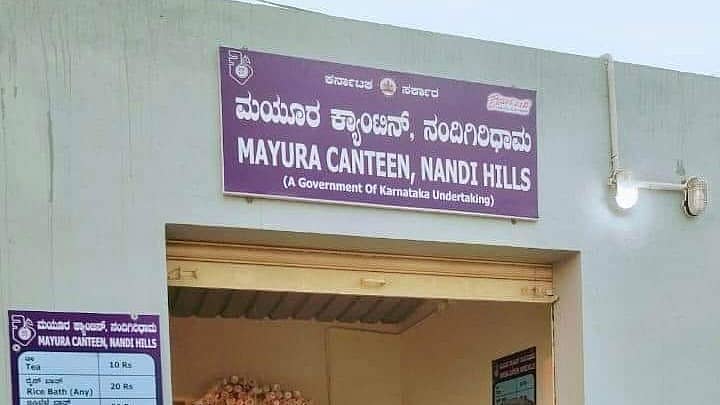 ಕರ್ನಾಟಕ ಸರ್ಕಾರ
ಮಯೂರ ಕ್ಯಾಂಟಿನ್, ನಂದಿಗಿರಿಧಾಮ
MAYURA CANTEEN, NANDI HILLS
(A Government Of Karnataka Undertaking)
ಮಯೂರ ಕ್ಯಾಂಟಿನ್, ನಂದಿಗಿರಿಧಾಮ
MAYURA CANTEEN, NANDI HILLS
ಟೀ
Tea 10 Rs
ರೈಸ್ ಬಾತ್
Rice Bath (Any) 20 Rs